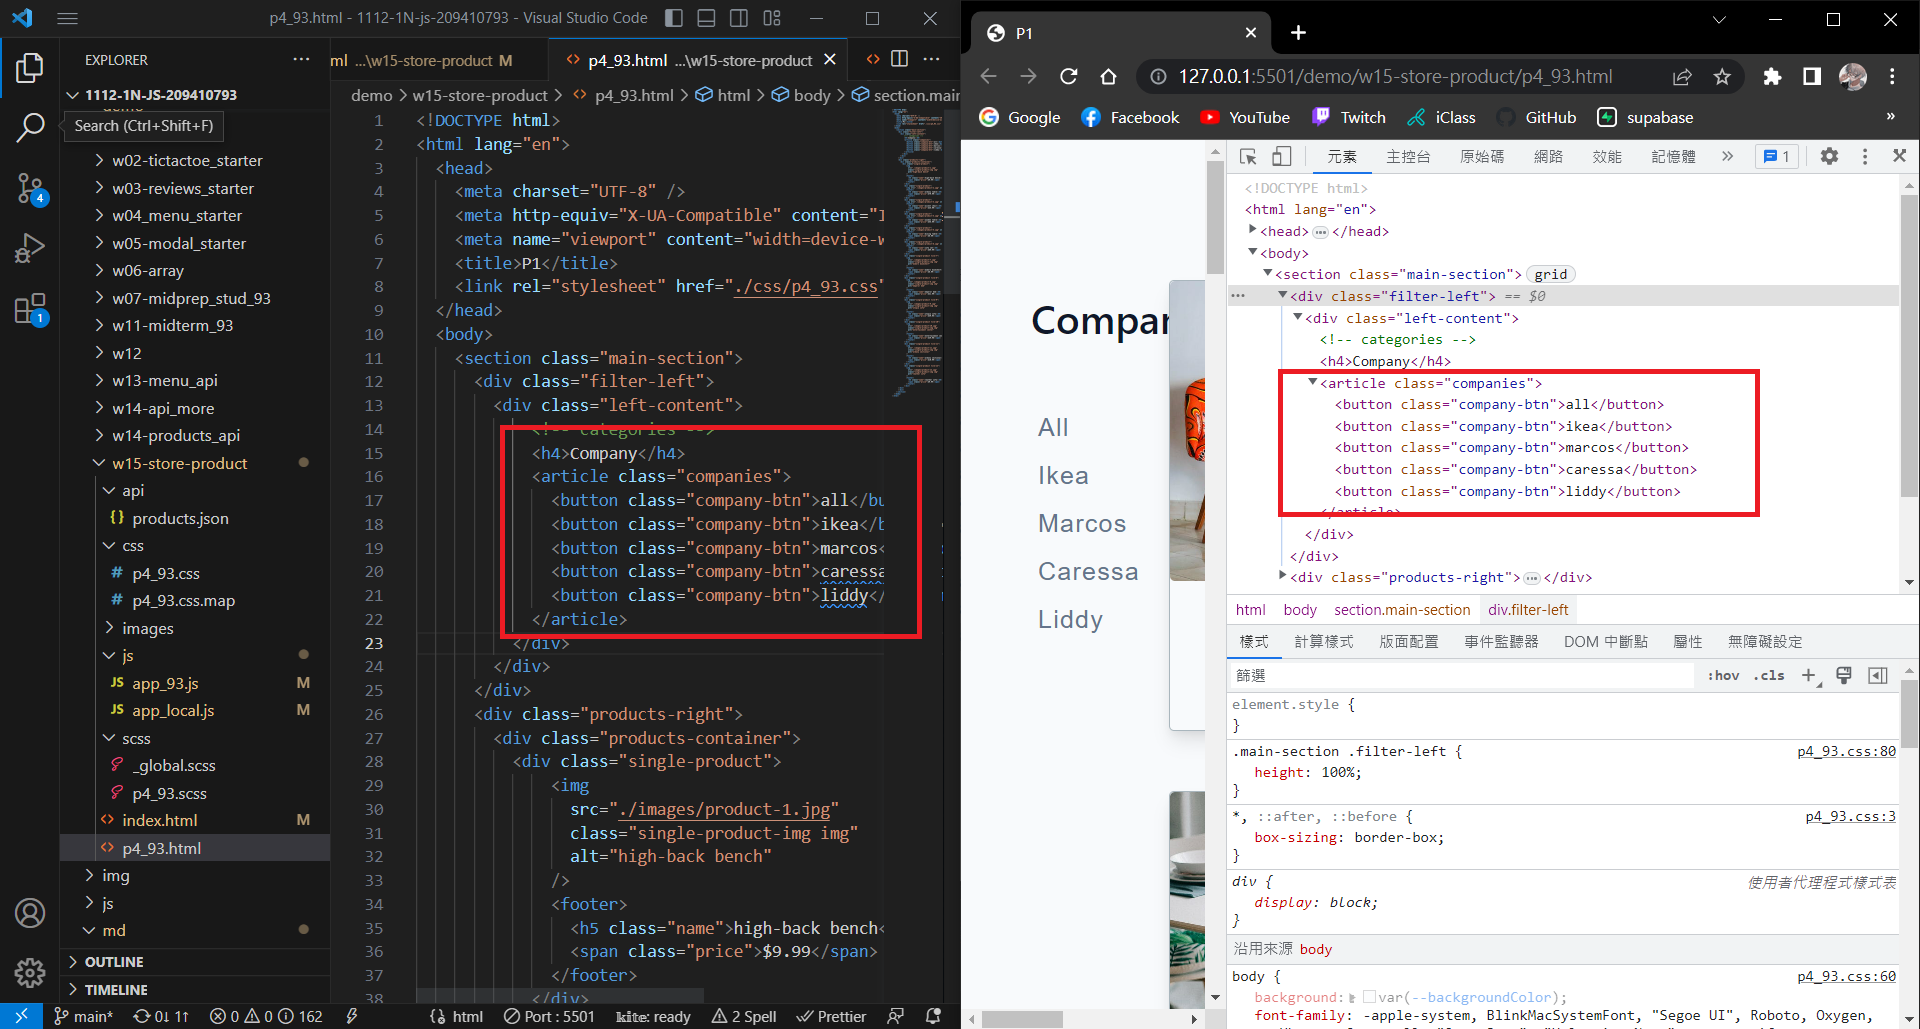 p4_93.html - 1112-1N-js-209410793 - Visual Studio Code
EXPLORER
1112-1N-JS-209410793
Search (Ctrl+Shift+F)
w02-tictactoe_starter
w03-reviews_starter
w04_menu_starter
w05-modal_starter
w06-array
w07-midprep_stud_93
w11-midterm_93
w12
w13-menu_api
w14-api_more
w14-products_api
w15-store-product
api
{} products.json
css
# p4_93.css
# p4_93.css.map
images
js
JS app_93.js M
JS app_local.js M
scss
_global.scss
p4_93.scss
<> index.html M
<> p4_93.html
img
js
md
OUTLINE
TIMELINE
4
1
ml ...\w15-store-product M
<> p4_93.html ...\w15-store-product
demo > w15-store-product > <> p4_93.html > html > body > section.main
1 <!DOCTYPE html>
2 <html lang="en">
3 <head>
4 <meta charset="UTF-8" />
5 <meta http-equiv="X-UA-Compatible" content="I
6 <meta name="viewport" content="width=device-w
7 <title>P1</title>
8 <link rel="stylesheet" href="./css/p4_93.css"
9 </head>
10 <body>
11 <section class="main-section">
12 <div class="filter-left">
13 <div class="left-content">
14 <!-- categories -->
15 <h4>Company</h4>
16 <article class="companies">
17 <button class="company-btn">all</bu
18 <button class="company-btn">ikea</b
19 <button class="company-btn">marcos<
20 <button class="company-btn">caressa
21 <button class="company-btn">liddy</
22 </article>
23 </div>
24 </div>
25 </div>
26 <div class="products-right">
27 <div class="products-container">
28 <div class="single-product">
29 <img
30 src="./images/product-1.jpg"
31 class="single-product-img img"
32 alt="high-back bench"
33 />
34 <footer>
35 <h5 class="name">high-back bench<
36 <span class="price">$9.99</span>
37 </footer>
38 </div>
main* 0↓ 1↑ 0 0 162 html Port : 5501 kite: ready 2 Spell Prettier
P1
127.0.0.1:5501/demo/w15-store-product/p4_93.html
Google Facebook YouTube Twitch iClass GitHub supabase »
Compan
All
Ikea
Marcos
Caressa
Liddy
元素 主控台 原始碼 網路 效能 記憶體 » 1
<!DOCTYPE html>
<html lang="en">
<head> ⋯ </head>
<body>
<section class="main-section"> grid
⋯ <div class="filter-left"> == $0
<div class="left-content">
<!-- categories -->
<h4>Company</h4>
<article class="companies">
<button class="company-btn">all</button>
<button class="company-btn">ikea</button>
<button class="company-btn">marcos</button>
<button class="company-btn">caressa</button>
<button class="company-btn">liddy</button>
</article>
</div>
</div>
<div class="products-right"> ⋯ </div>
html body section.main-section div.filter-left
樣式 計算樣式 版面配置 事件監聽器 DOM 中斷點 屬性 無障礙設定
篩選 :hov .cls +
element.style {
}
.main-section .filter-left { p4_93.css:80
height: 100%;
}
*, ::after, ::before { p4_93.css:3
box-sizing: border-box;
}
div { 使用者代理程式樣式表
display: block;
}
沿用來源 body
body { p4_93.css:60
background: var(--backgroundColor);
font-family: -apple-system, BlinkMacSystemFont, "Segoe UI", Roboto, Oxygen,